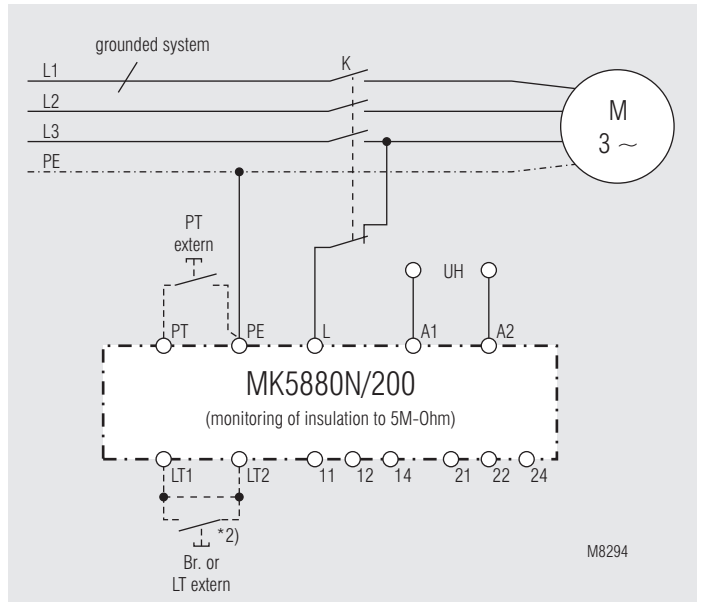 grounded system
L1
K
L2
M
3 ~
L3
PE
PT
extern
UH
PT
PE
L
A1
A2
MK5880N/200
(monitoring of insulation to 5M-Ohm)
LT1
LT2
11
12
14
21
22
24
*2)
Br. or
LT extern
M8294